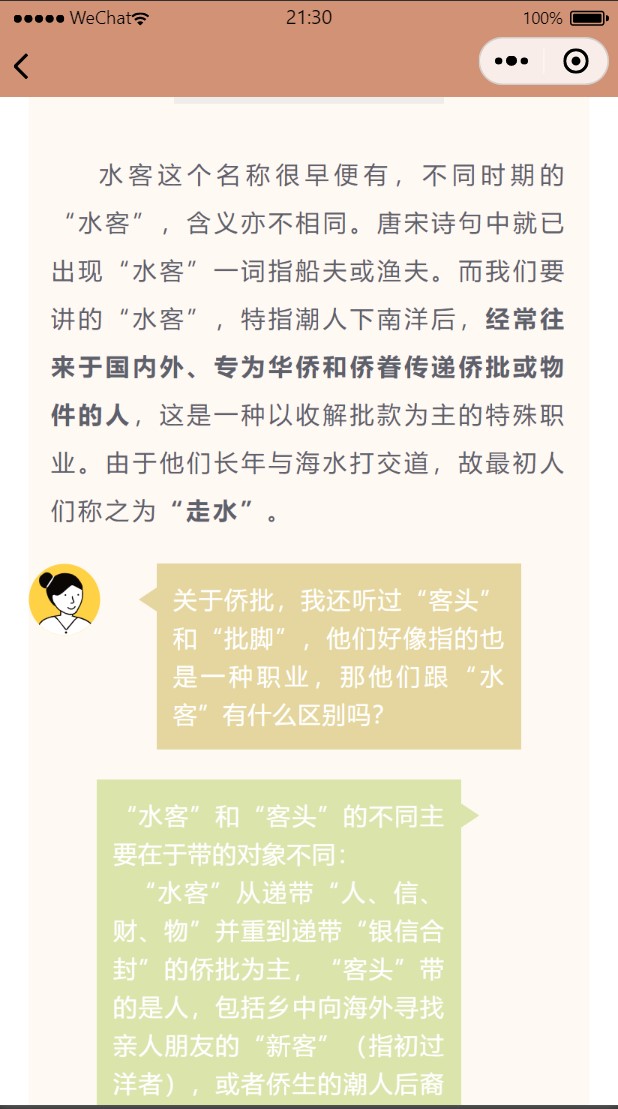 WeChat 21:30 100%
水客这个名称很早便有，不同时期的
“水客”，含义亦不相同。唐宋诗句中就已
出现“水客”一词指船夫或渔夫。而我们要
讲的“水客”，特指潮人下南洋后，经常往
来于国内外、专为华侨和侨眷传递侨批或物
件的人，这是一种以收解批款为主的特殊职
业。由于他们长年与海水打交道，故最初人
们称之为“走水”。
关于侨批，我还听过“客头”
和“批脚”，他们好像指的也
是一种职业，那他们跟“水
客”有什么区别吗？
“水客”和“客头”的不同主
要在于带的对象不同：
“水客”从递带“人、信、
财、物”并重到递带“银信合
封”的侨批为主，“客头”带
的是人，包括乡中向海外寻找
亲人朋友的“新客”（指初过
洋者），或者侨生的潮人后裔